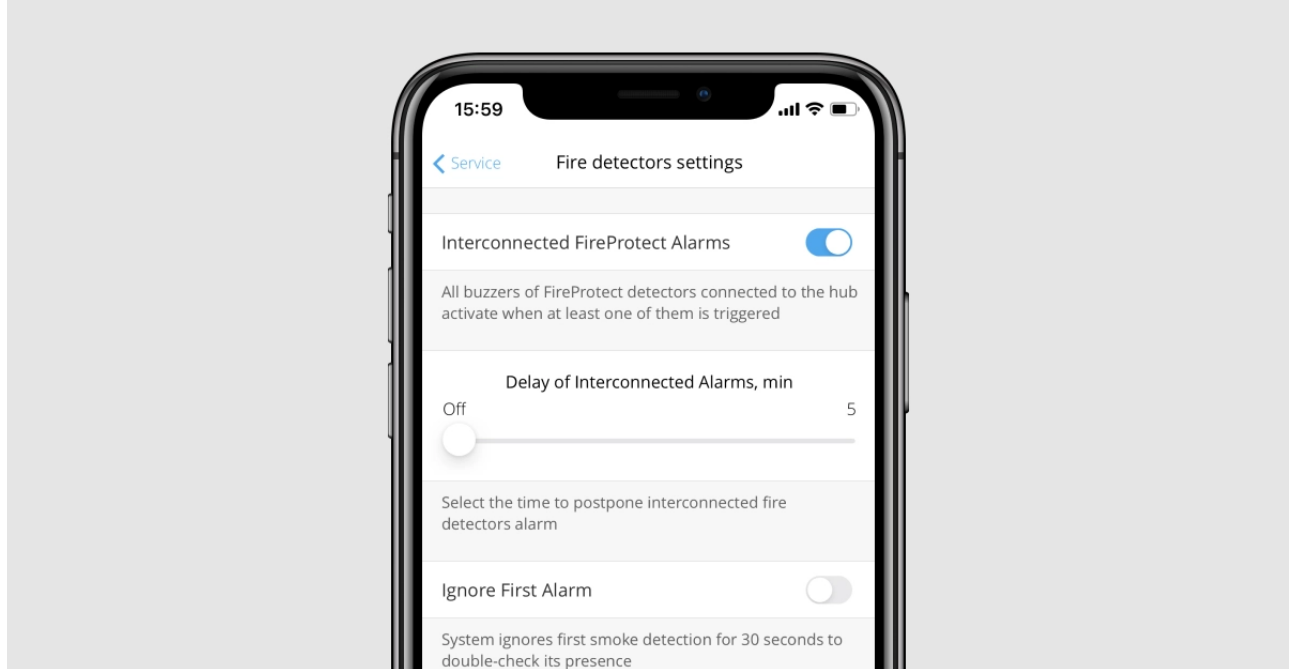 15:59
Service
Fire detectors settings
Interconnected FireProtect Alarms
All buzzers of FireProtect detectors connected to the hub
activate when at least one of them is triggered
Delay of Interconnected Alarms, min
Off 5
Select the time to postpone interconnected fire
detectors alarm
Ignore First Alarm
System ignores first smoke detection for 30 seconds to
double-check its presence